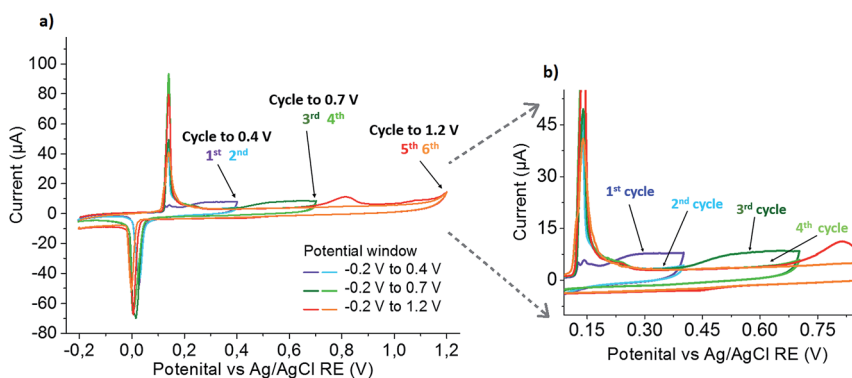 a)
Current (µA)
100
80
60
40
20
0
-20
-40
-60
-80
Cycle to 0.4 V
1st 2nd
Cycle to 0.7 V
3rd 4th
Cycle to 1.2 V
5th 6th
Potential window
-0.2 V to 0.4 V
-0.2 V to 0.7 V
-0.2 V to 1.2 V
-0,2 0,0 0,2 0,4 0,6 0,8 1,0 1,2
Potenital vs Ag/AgCl RE (V)
b)
Current (µA)
45
30
15
0
1st cycle
2nd cycle
3rd cycle
4th cycle
0.15 0.30 0.45 0.60 0.75
Potenital vs Ag/AgCl RE (V)